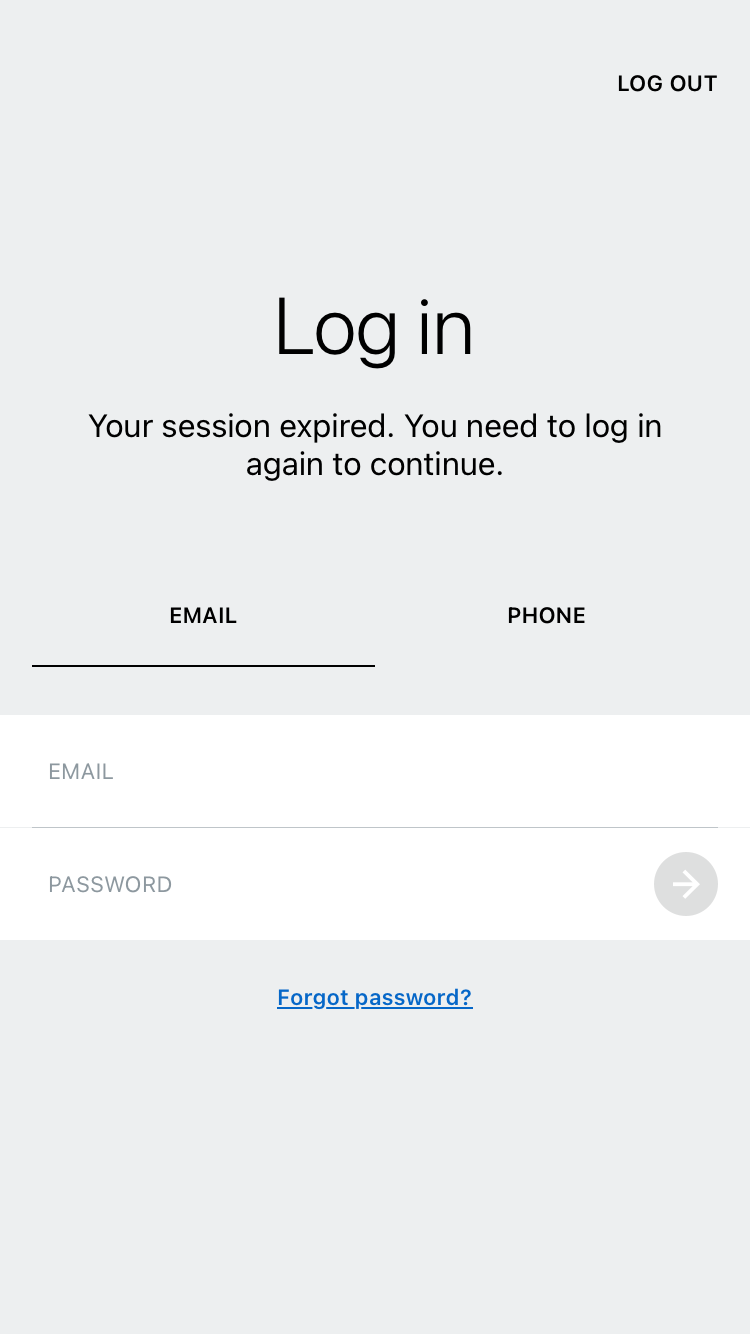 LOG OUT
Log in
Your session expired. You need to log in
again to continue.
EMAIL
PHONE
EMAIL
PASSWORD
Forgot password?